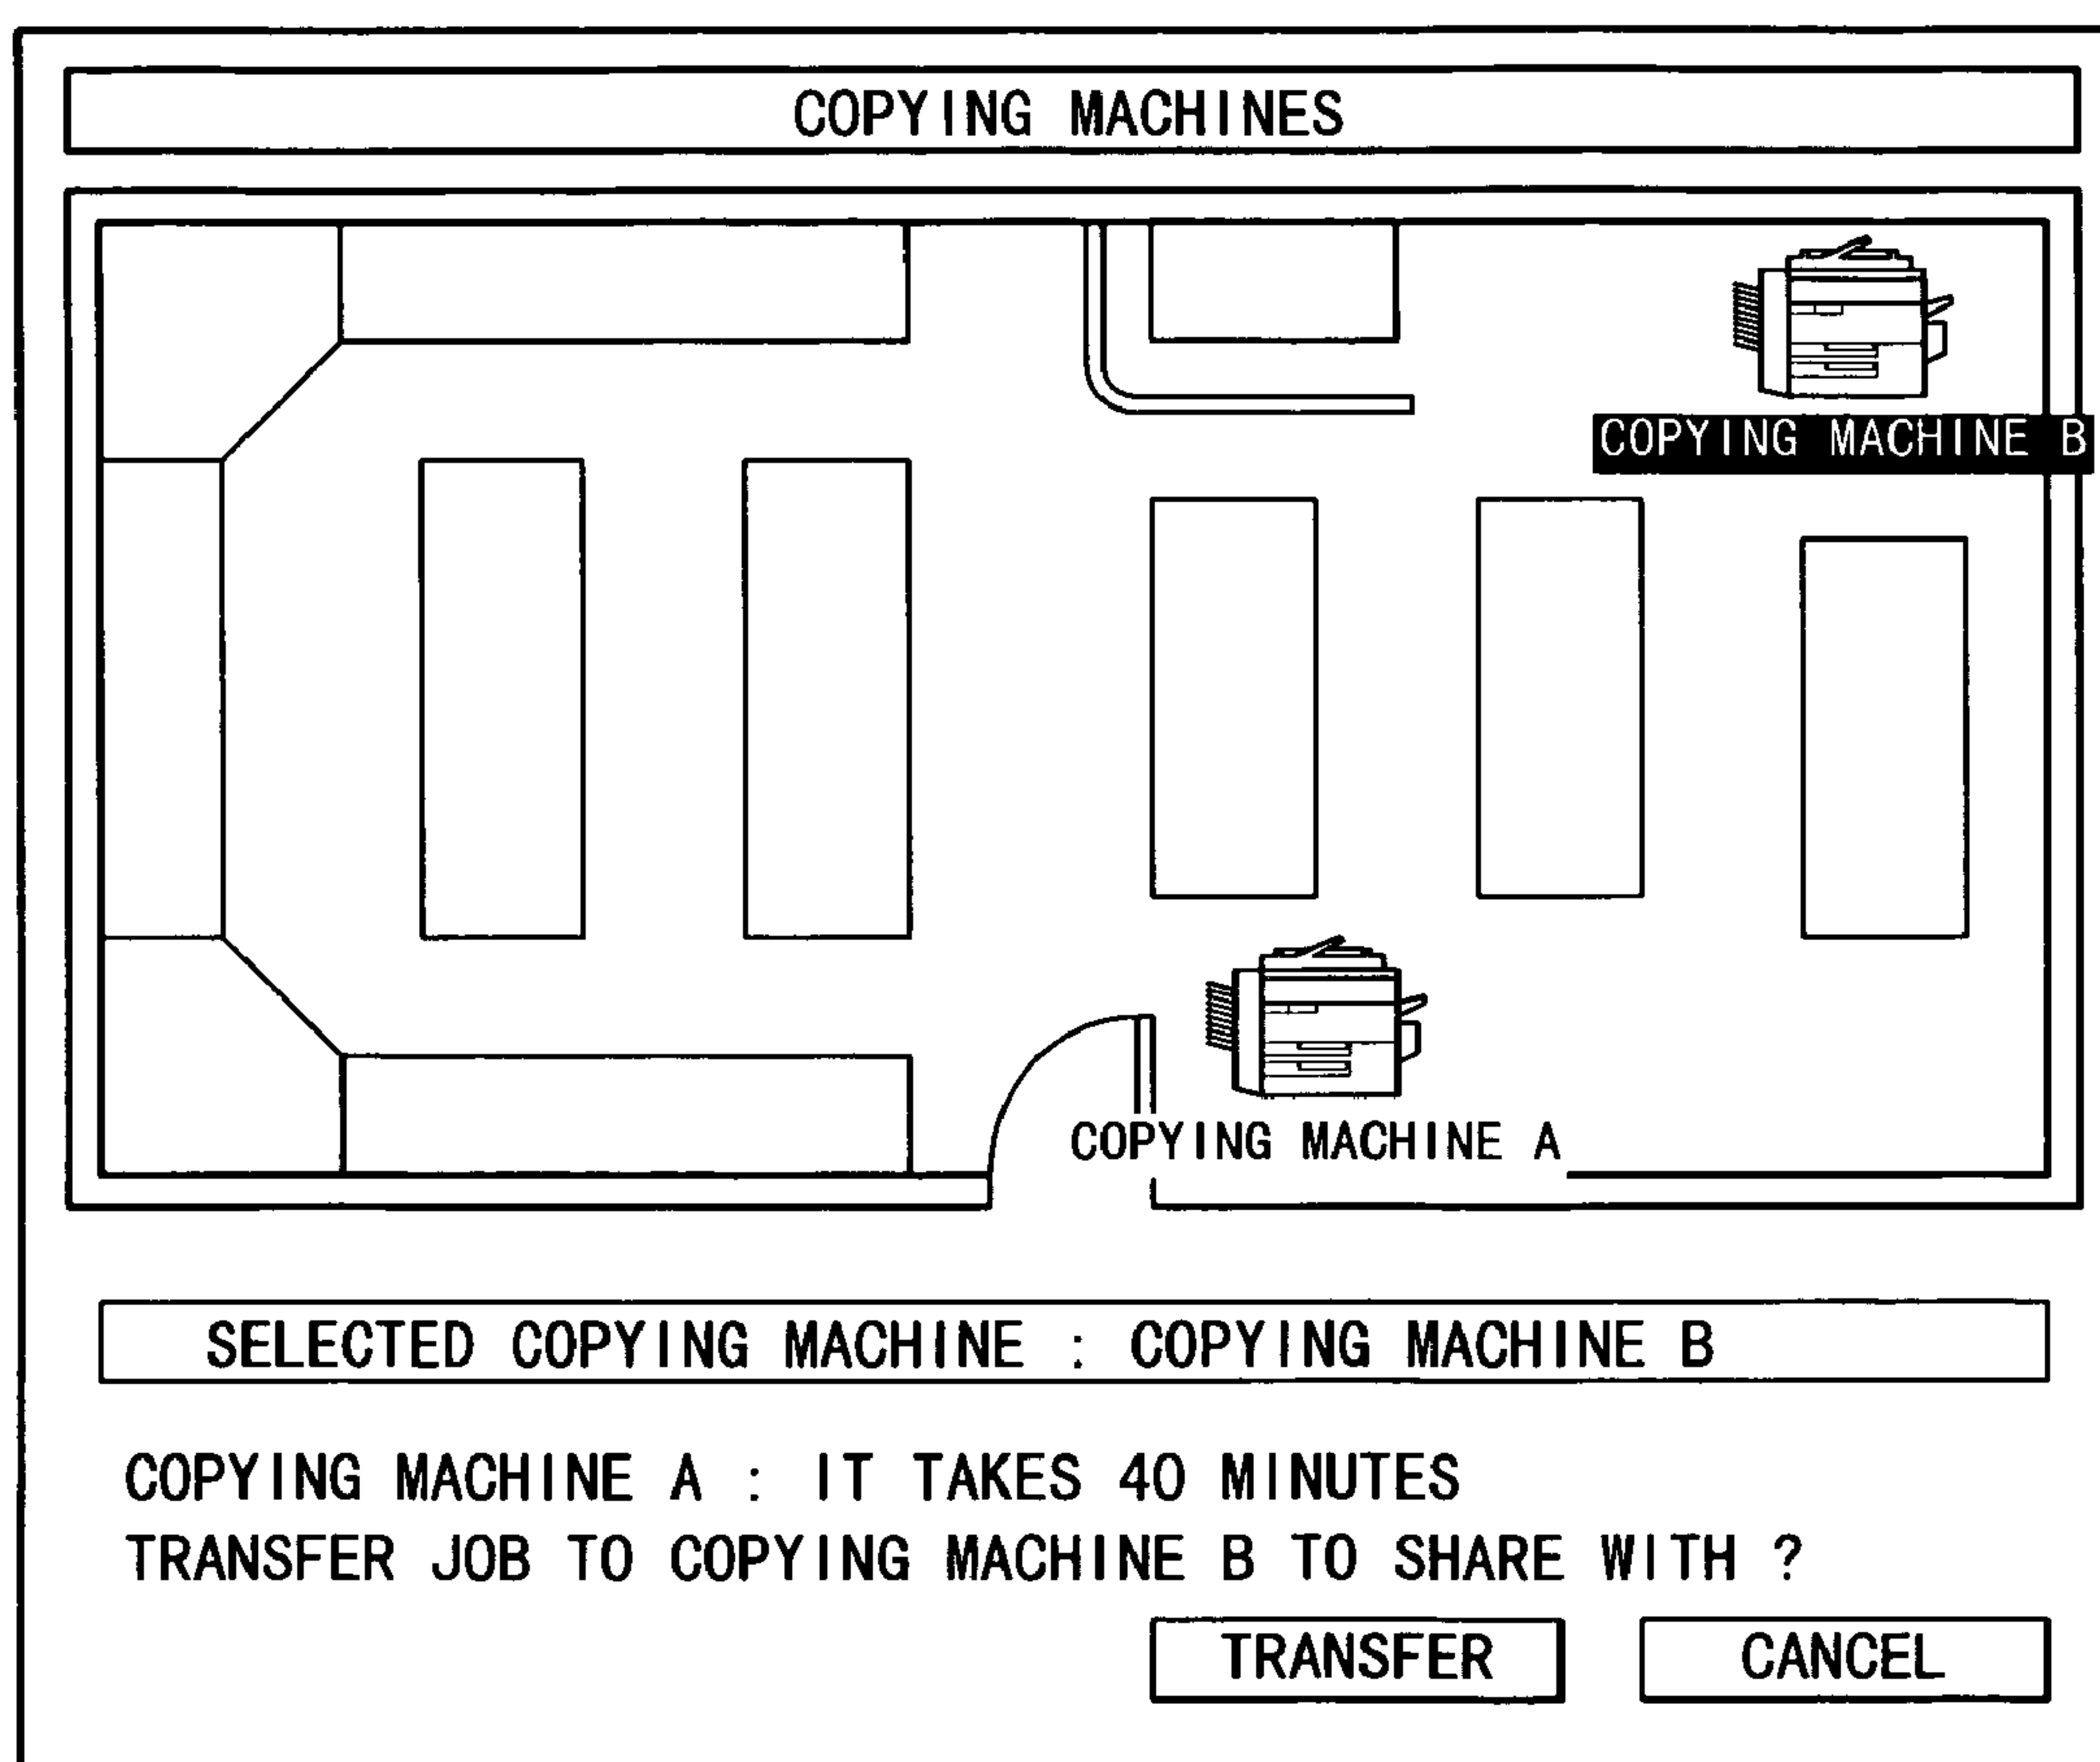 COPYING MACHINES
COPYING MACHINE B
COPYING MACHINE A
SELECTED COPYING MACHINE : COPYING MACHINE B
COPYING MACHINE A : IT TAKES 40 MINUTES
TRANSFER JOB TO COPYING MACHINE B TO SHARE WITH ?
TRANSFER CANCEL